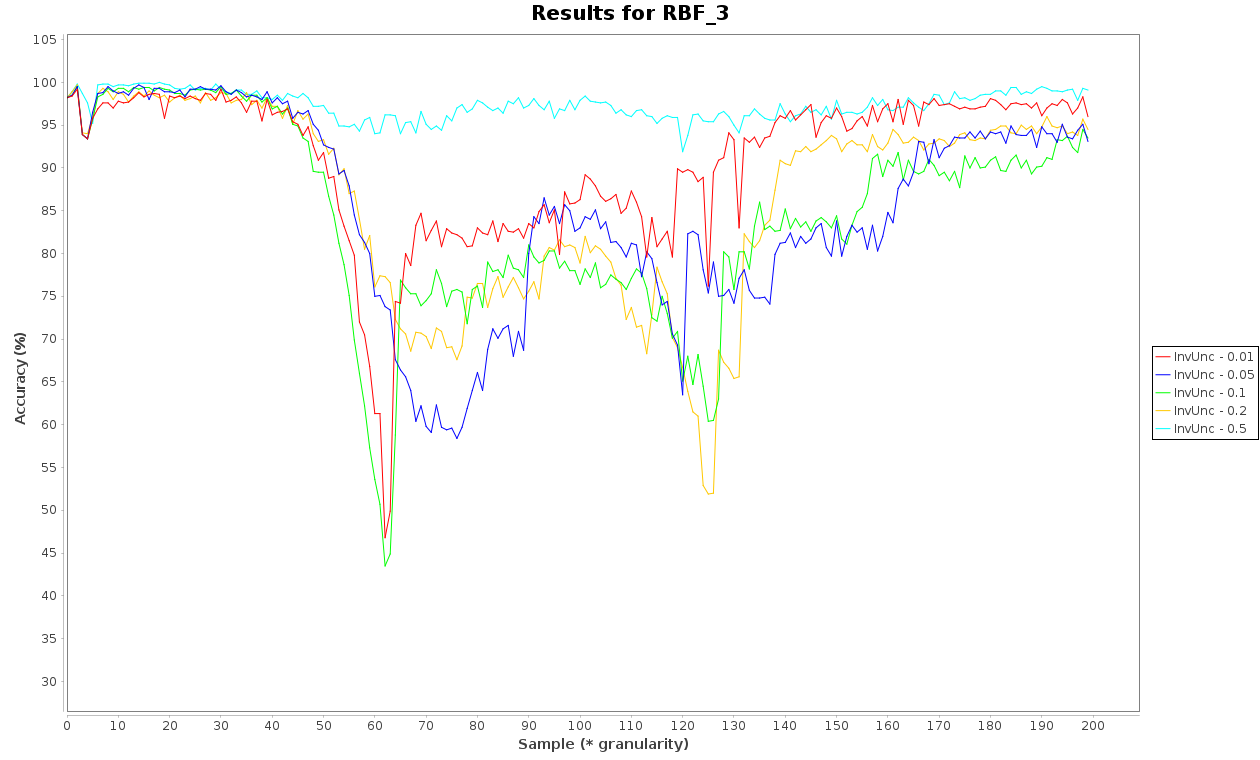 Results for RBF_3
105
100
95
90
85
80
75
70
65
60
55
50
45
40
35
30
Accuracy (%)
0 10 20 30 40 50 60 70 80 90 100 110 120 130 140 150 160 170 180 190 200
Sample (* granularity)
InvUnc - 0.01
InvUnc - 0.05
InvUnc - 0.1
InvUnc - 0.2
InvUnc - 0.5